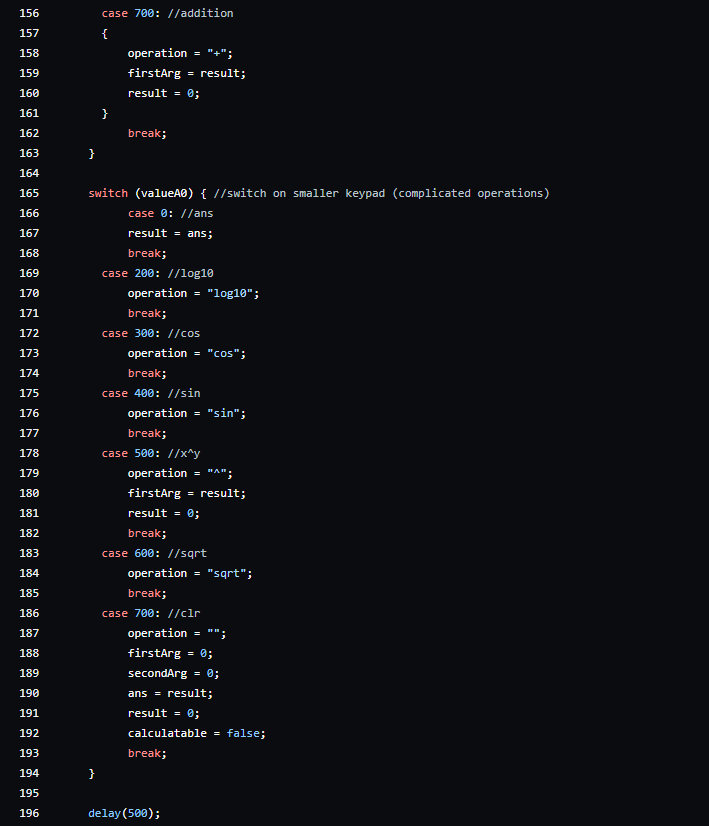 156 case 700: //addition
157 {
158 operation = "+";
159 firstArg = result;
160 result = 0;
161 }
162 break;
163 }
164
165 switch (valueA0) { //switch on smaller keypad (complicated operations)
166 case 0: //ans
167 result = ans;
168 break;
169 case 200: //log10
170 operation = "log10";
171 break;
172 case 300: //cos
173 operation = "cos";
174 break;
175 case 400: //sin
176 operation = "sin";
177 break;
178 case 500: //x^y
179 operation = "^";
180 firstArg = result;
181 result = 0;
182 break;
183 case 600: //sqrt
184 operation = "sqrt";
185 break;
186 case 700: //clr
187 operation = "";
188 firstArg = 0;
189 secondArg = 0;
190 ans = result;
191 result = 0;
192 calculatable = false;
193 break;
194 }
195
196 delay(500);